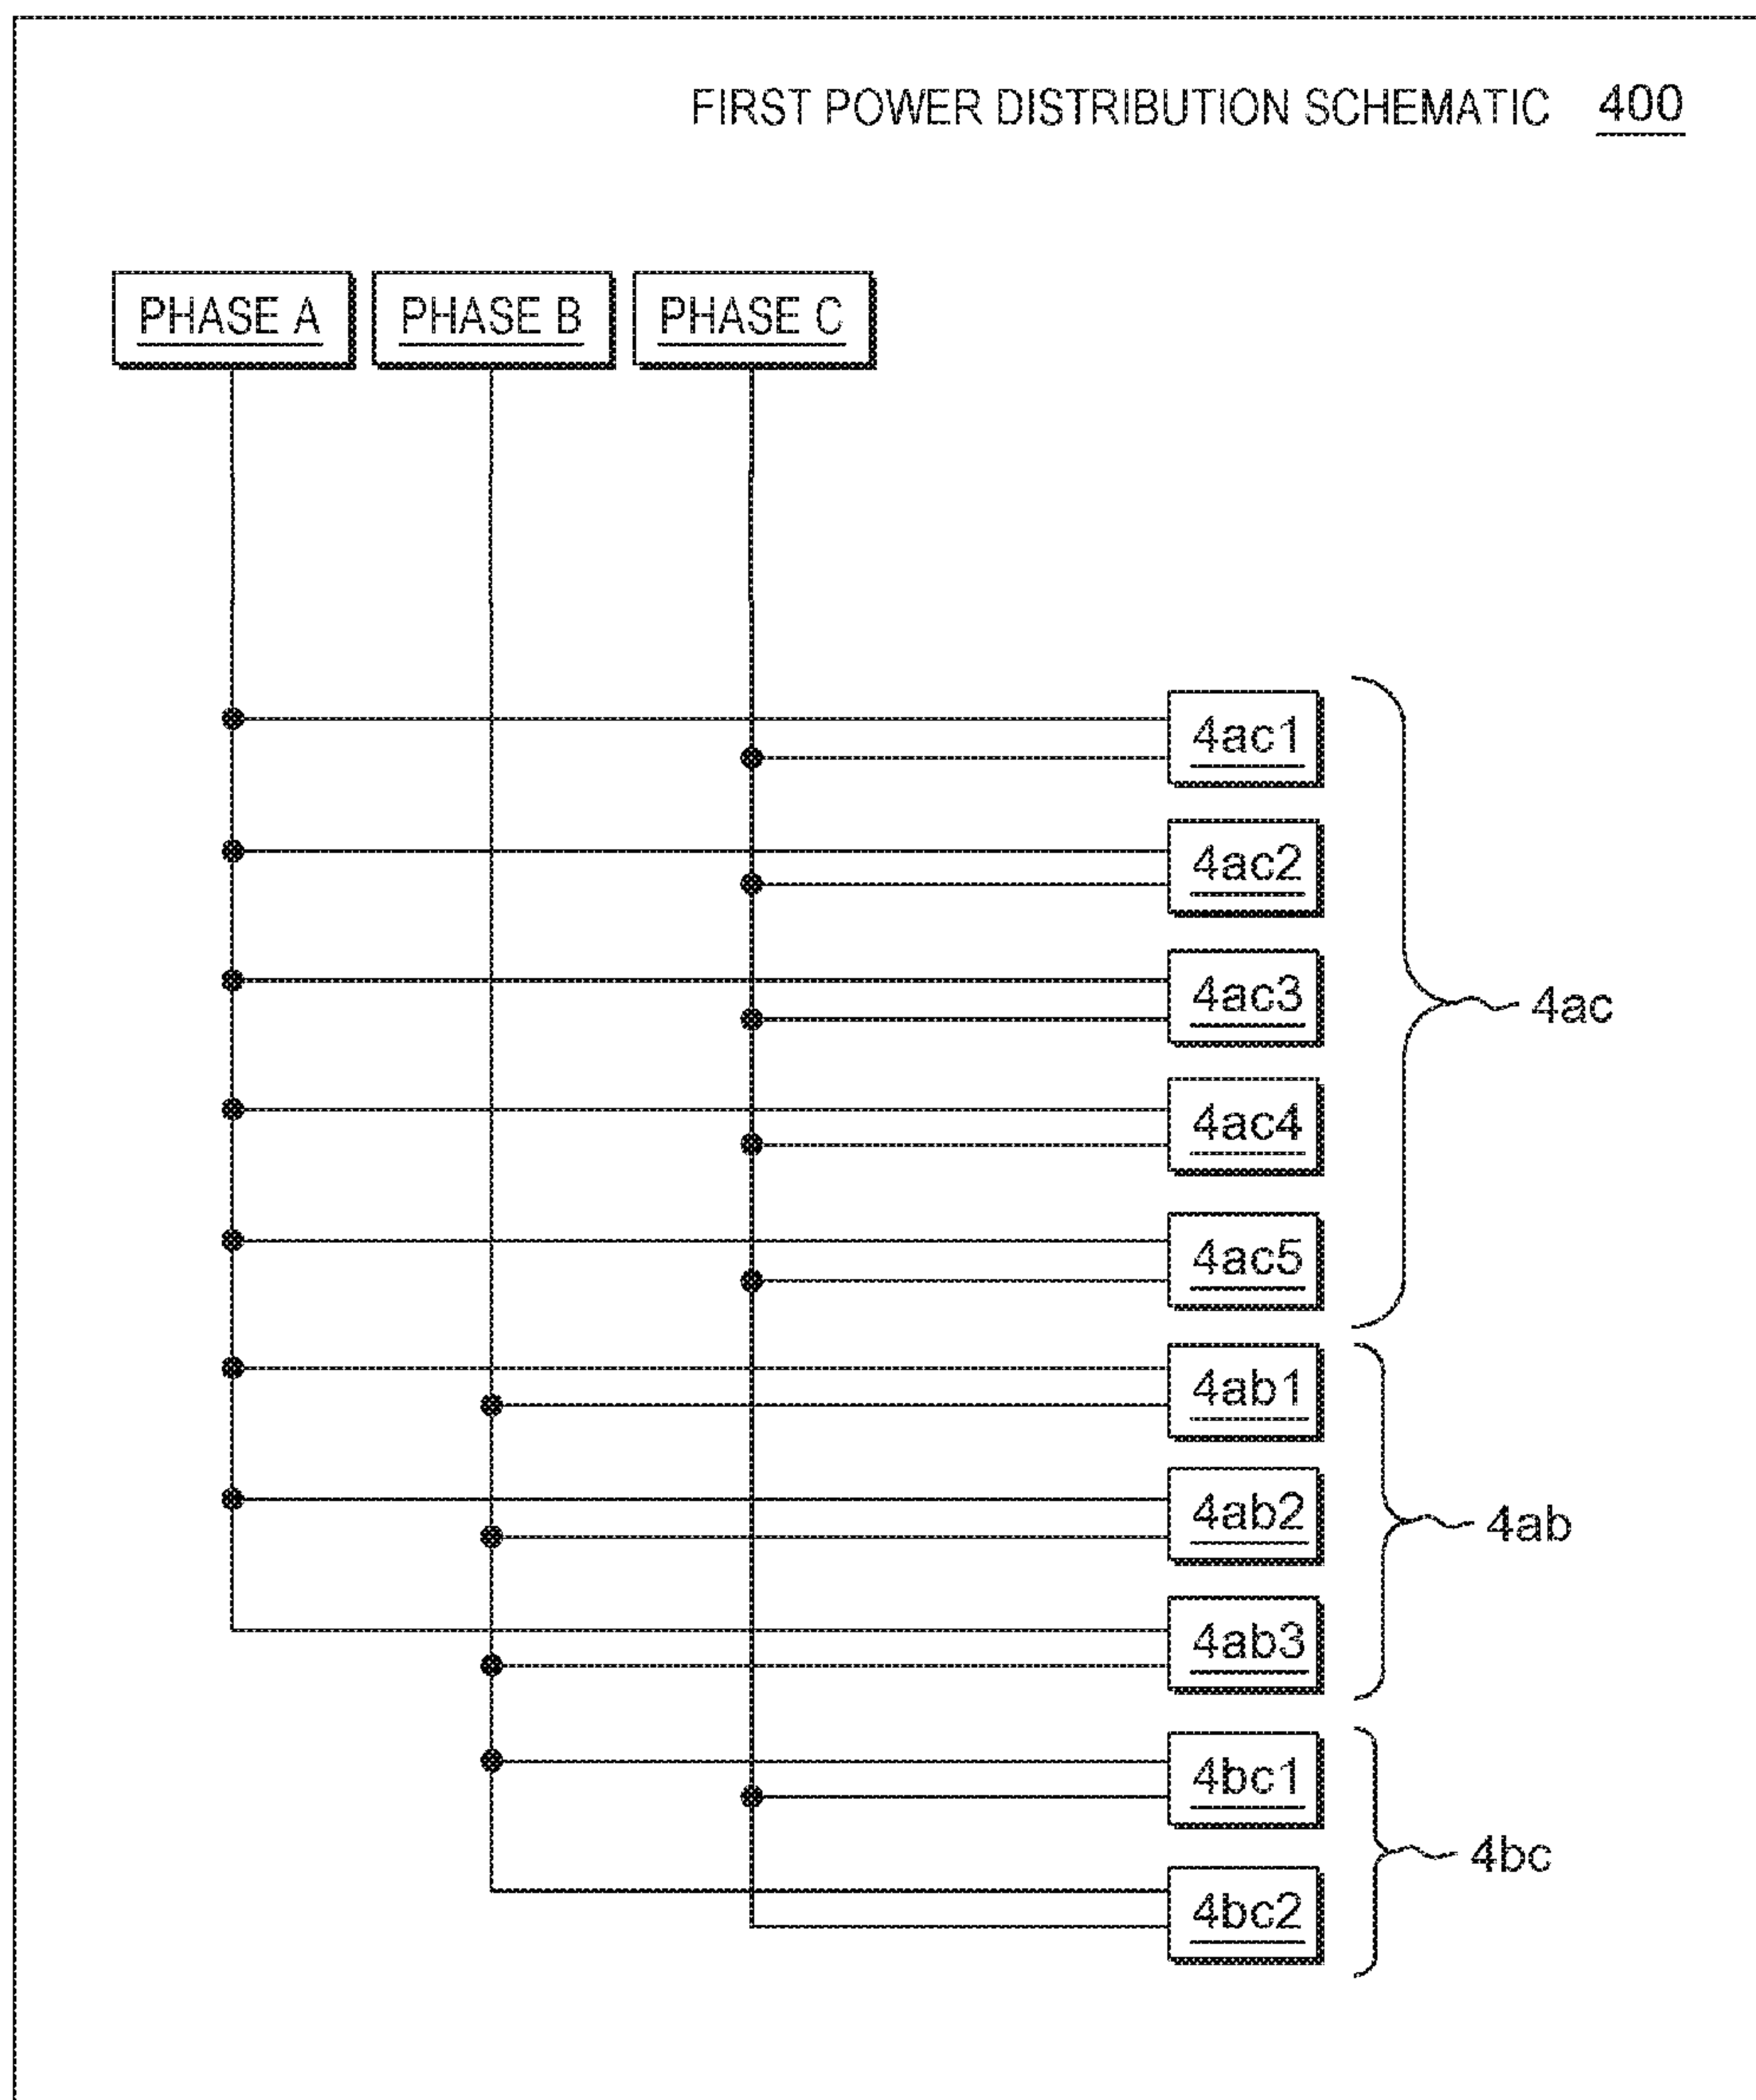 FIRST POWER DISTRIBUTION SCHEMATIC 400
PHASE A PHASE B PHASE C
4ac1
4ac2
4ac3
4ac
4ac4
4ac5
4ab1
4ab2
4ab
4ab3
4bc1
4bc
4bc2